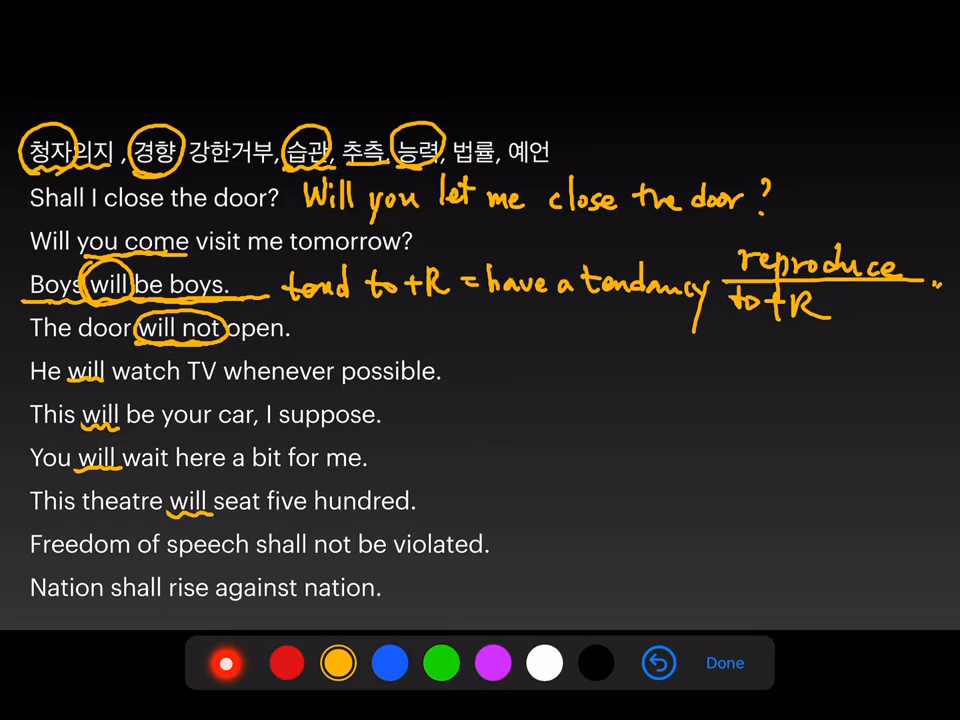 청자의지 , 경향 강한거부, 습관, 추측, 능력, 법률, 예언
Shall I close the door? Will you let me close the door?
Will you come visit me tomorrow?
Boys will be boys. tend to +R = have a tendancy to +R reproduce
The door will not open.
He will watch TV whenever possible.
This will be your car, I suppose.
You will wait here a bit for me.
This theatre will seat five hundred.
Freedom of speech shall not be violated.
Nation shall rise against nation.
Done